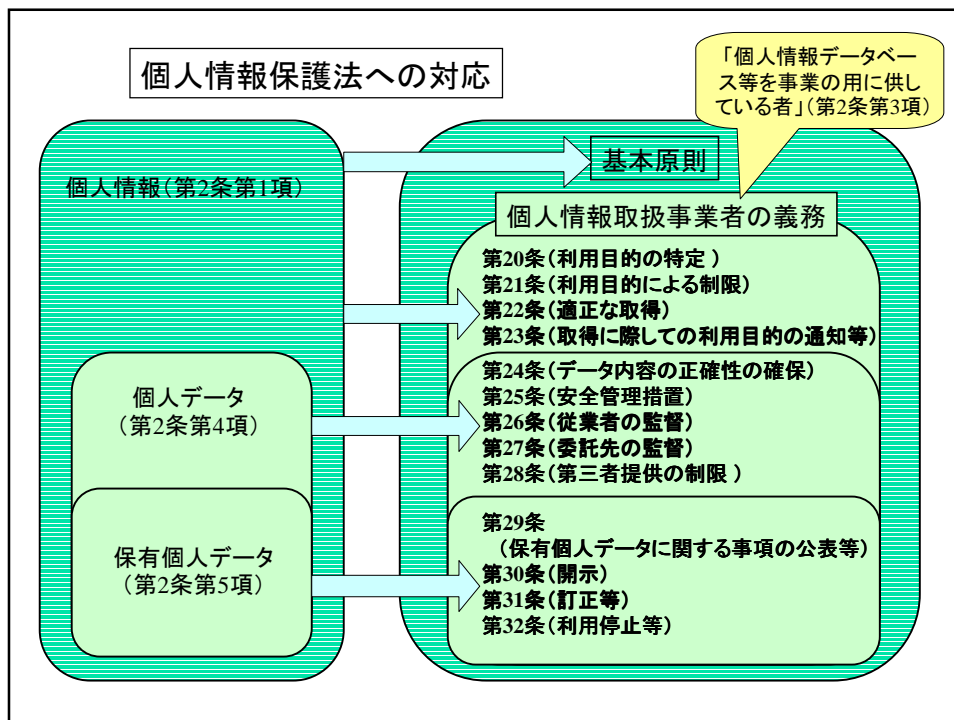 個人情報保護法への対応
「個人情報データベー
ス等を事業の用に供し
ている者」(第2条第3項)
個人情報(第2条第1項)
基本原則
個人情報取扱事業者の義務
第20条(利用目的の特定 )
第21条(利用目的による制限)
第22条(適正な取得)
第23条(取得に際しての利用目的の通知等)
個人データ
(第2条第4項)
第24条(データ内容の正確性の確保)
第25条(安全管理措置)
第26条(従業者の監督)
第27条(委託先の監督)
第28条(第三者提供の制限 )
保有個人データ
(第2条第5項)
第29条
(保有個人データに関する事項の公表等)
第30条(開示)
第31条(訂正等)
第32条(利用停止等)